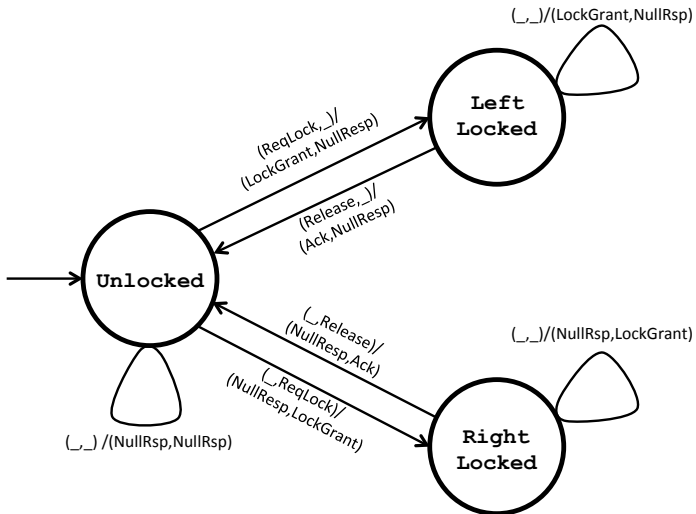 (_,_)/(LockGrant,NullRsp)
Left
Locked
(ReqLock,_)/
(LockGrant,NullResp)
(Release,_)/
(Ack,NullResp)
Unlocked
(_,Release)/
(NullResp,Ack)
(_,_)/(NullRsp,LockGrant)
(_,ReqLock)/
(NullResp,LockGrant)
(_,_) /(NullRsp,NullRsp)
Right
Locked